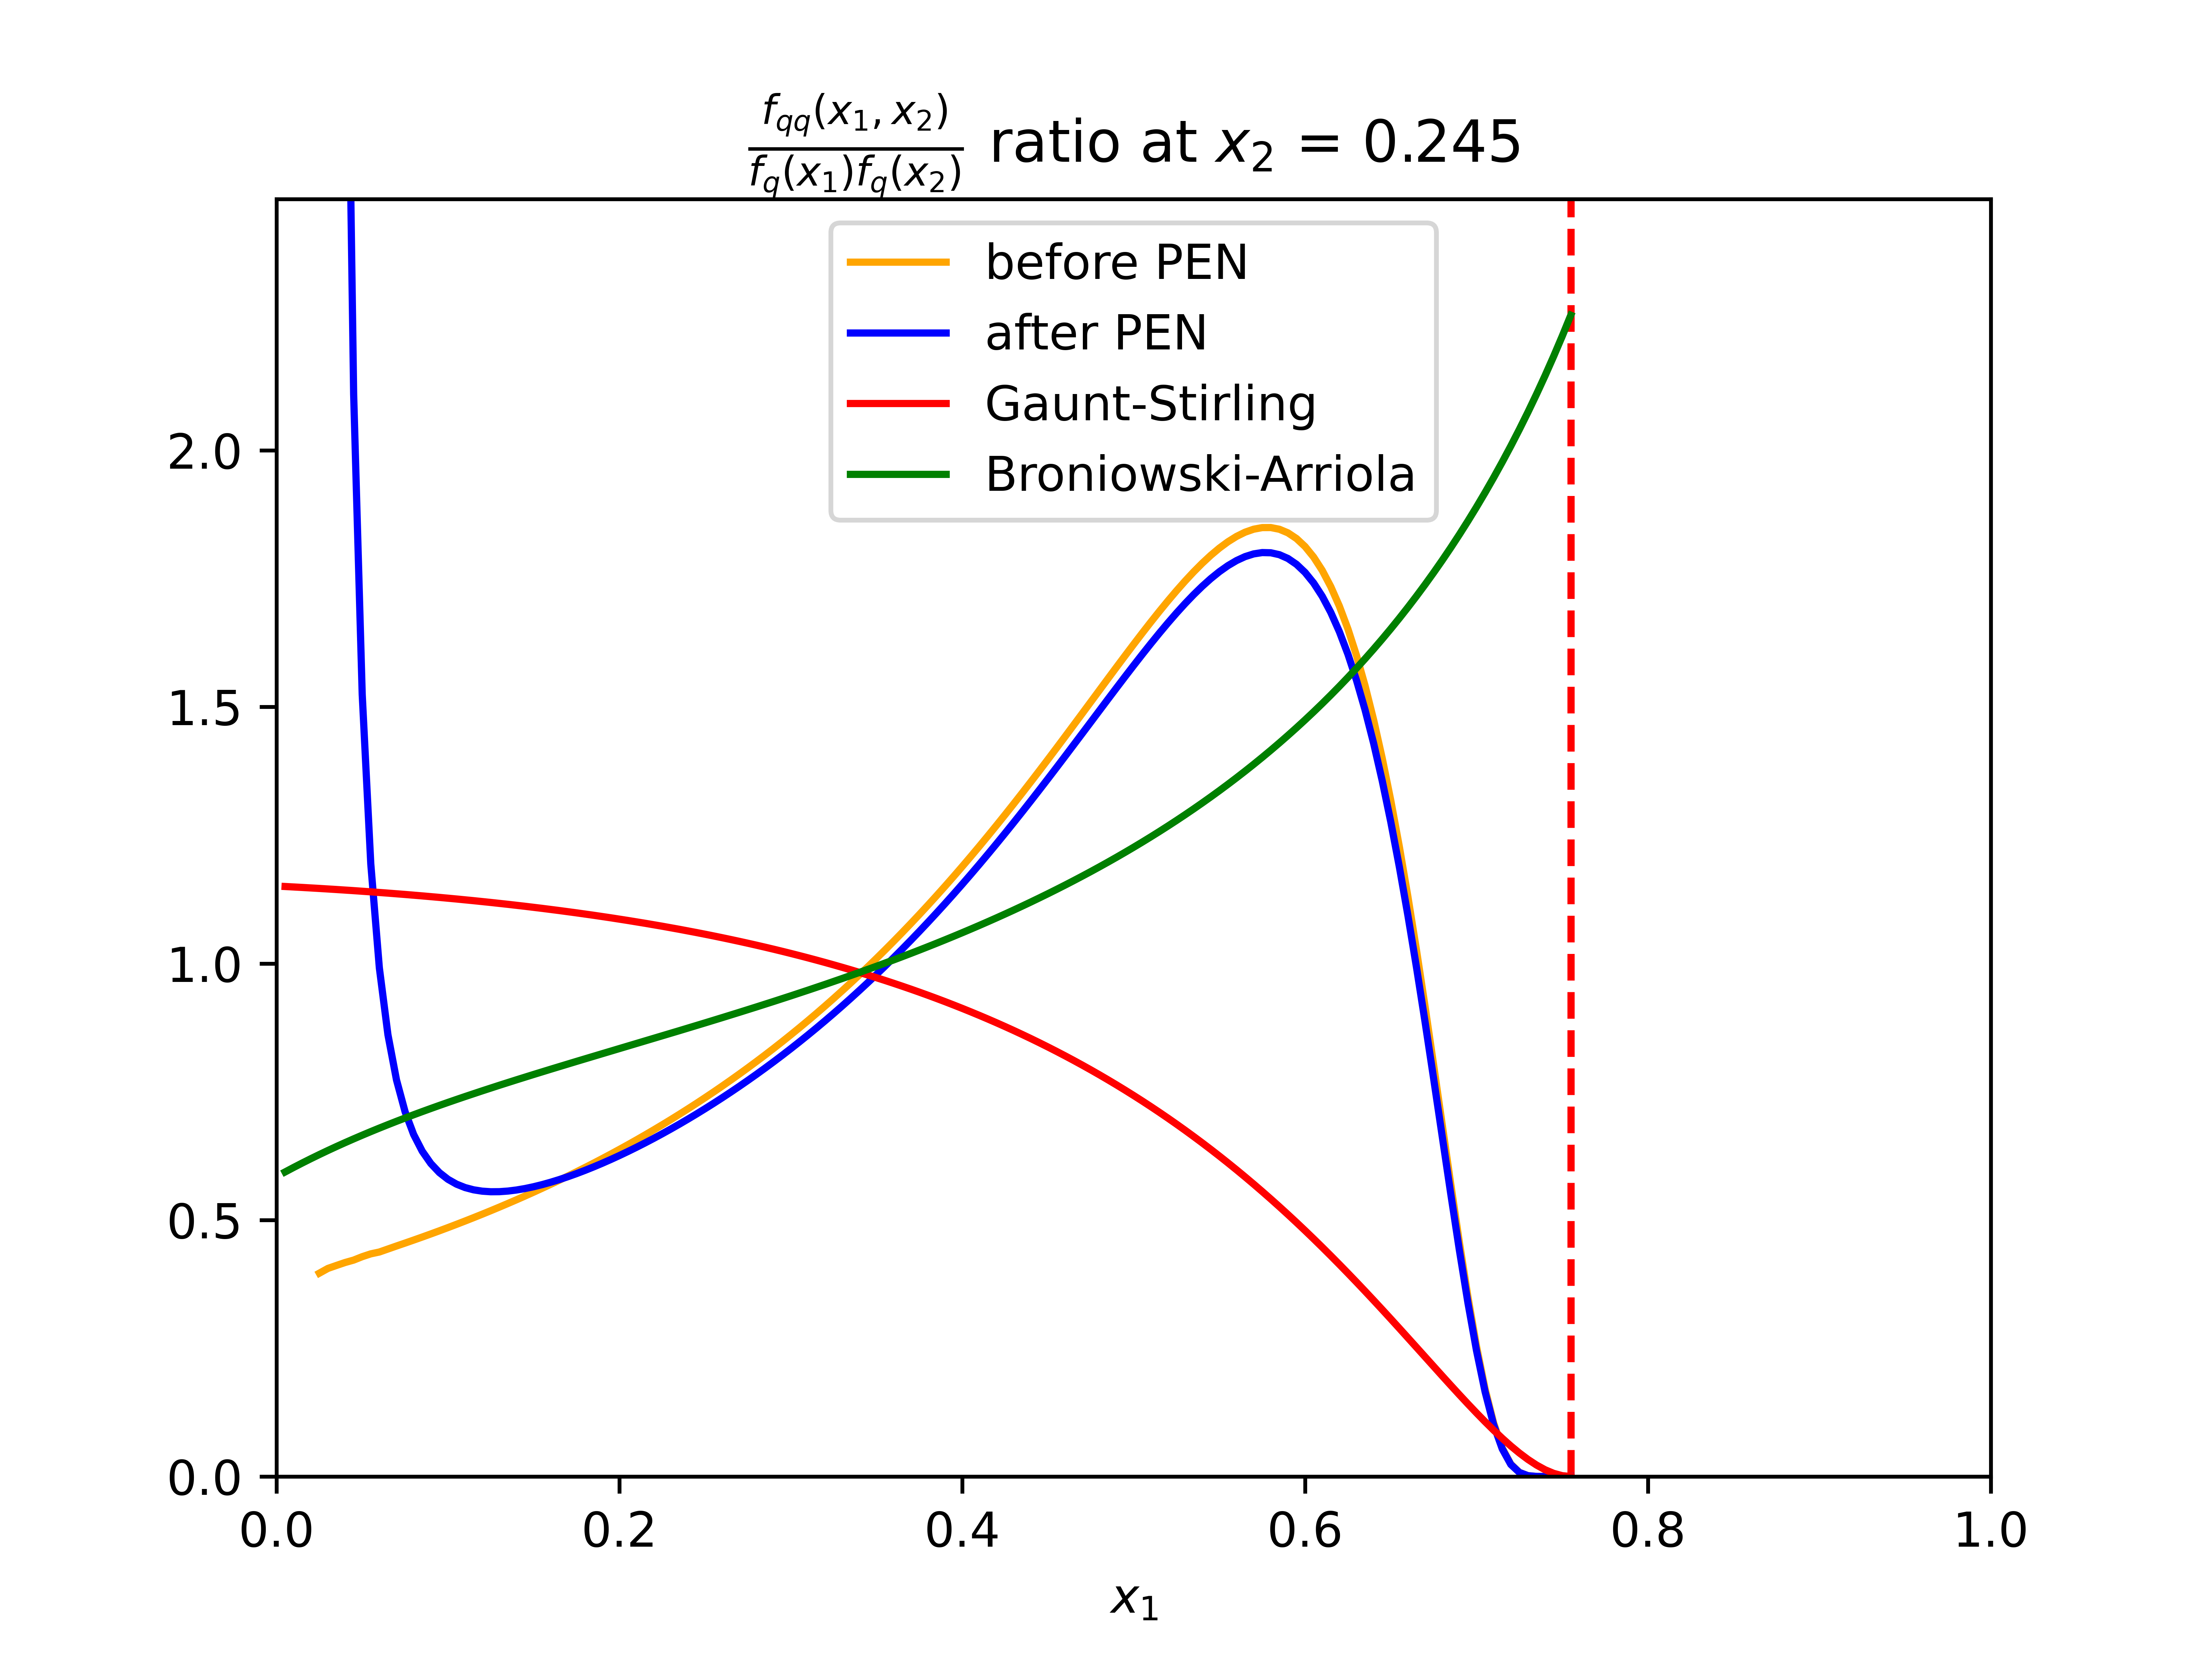 f_{qq}(x_1, x_2)
f_q(x_1)f_q(x_2)
ratio at x_2 = 0.245
before PEN
after PEN
Gaunt-Stirling
Broniowski-Arriola
2.0
1.5
1.0
0.5
0.0
0.0 0.2 0.4 0.6 0.8 1.0
x_1